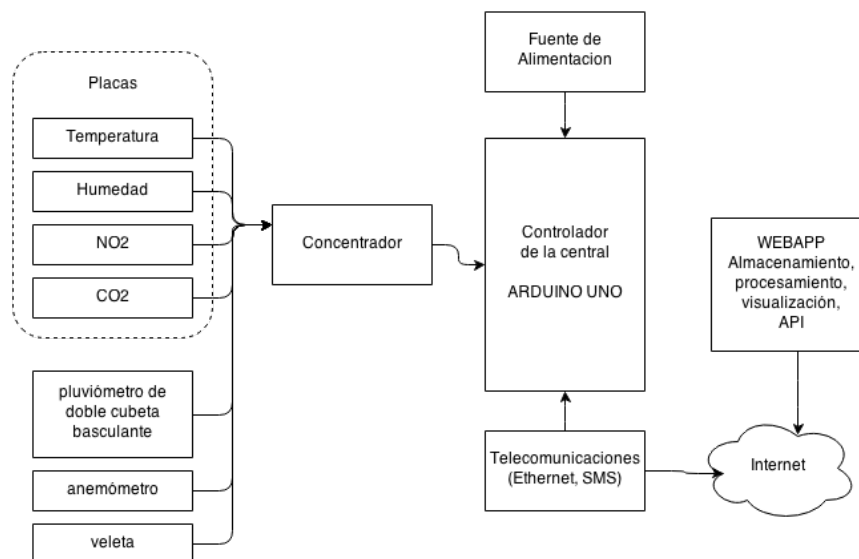 Placas
Temperatura
Humedad
NO2
CO2
pluviómetro de
doble cubeta
basculante
anemómetro
veleta
Concentrador
Fuente de
Alimentacion
Controlador
de la central
ARDUINO UNO
Telecomunicaciones
(Ethernet, SMS)
WEBAPP
Almacenamiento,
procesamiento,
visualización,
API
Internet